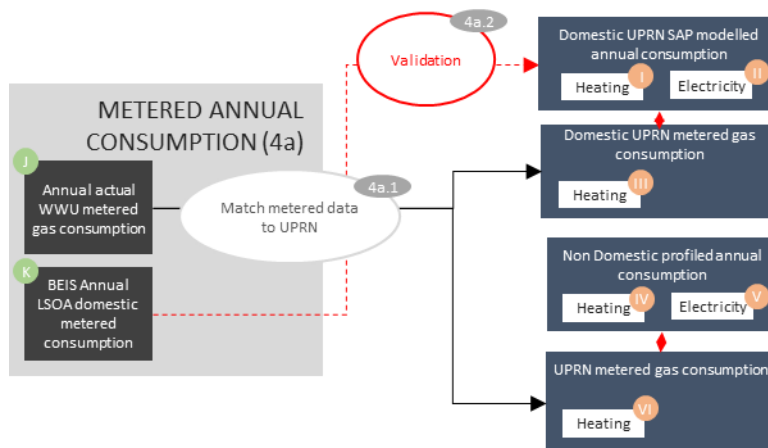 METERED ANNUAL
CONSUMPTION (4a)
J
Annual actual
WWU metered
gas consumption
K
BEIS Annual
LSOA domestic
metered
consumption
4a.1
Match metered data
to UPRN
4a.2
Validation
Domestic UPRN SAP modelled
annual consumption
I
Heating
II
Electricity
Domestic UPRN metered gas
consumption
III
Heating
Non Domestic profiled annual
consumption
IV
Heating
V
Electricity
UPRN metered gas consumption
VI
Heating